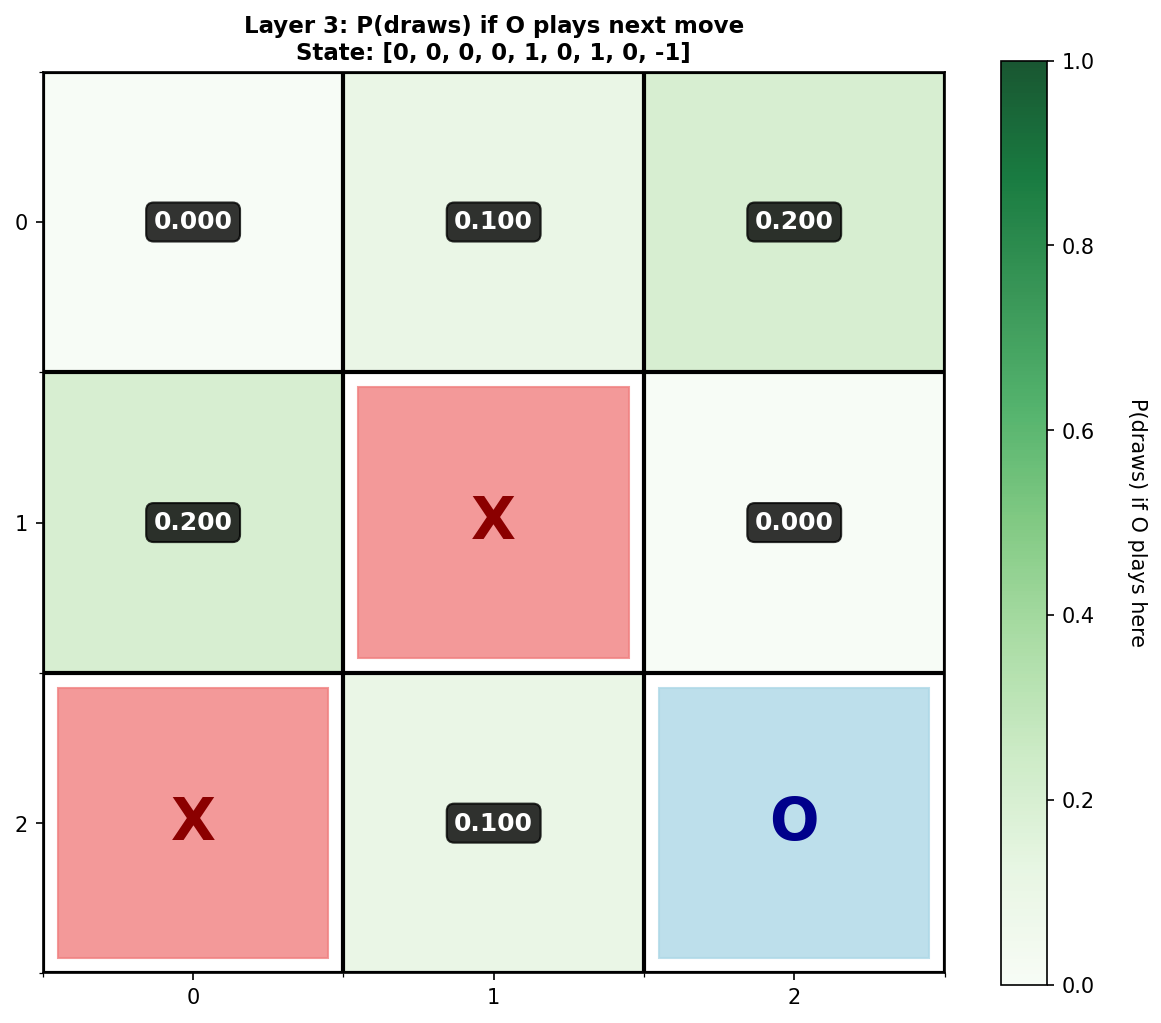 Layer 3: P(draws) if O plays next move
State: [0, 0, 0, 0, 1, 0, 1, 0, -1]
0 0.000 0.100 0.200
1 0.200 X 0.000
2 X 0.100 O
0 1 2
1.0
0.8
0.6
0.4
0.2
0.0
P(draws) if O plays here